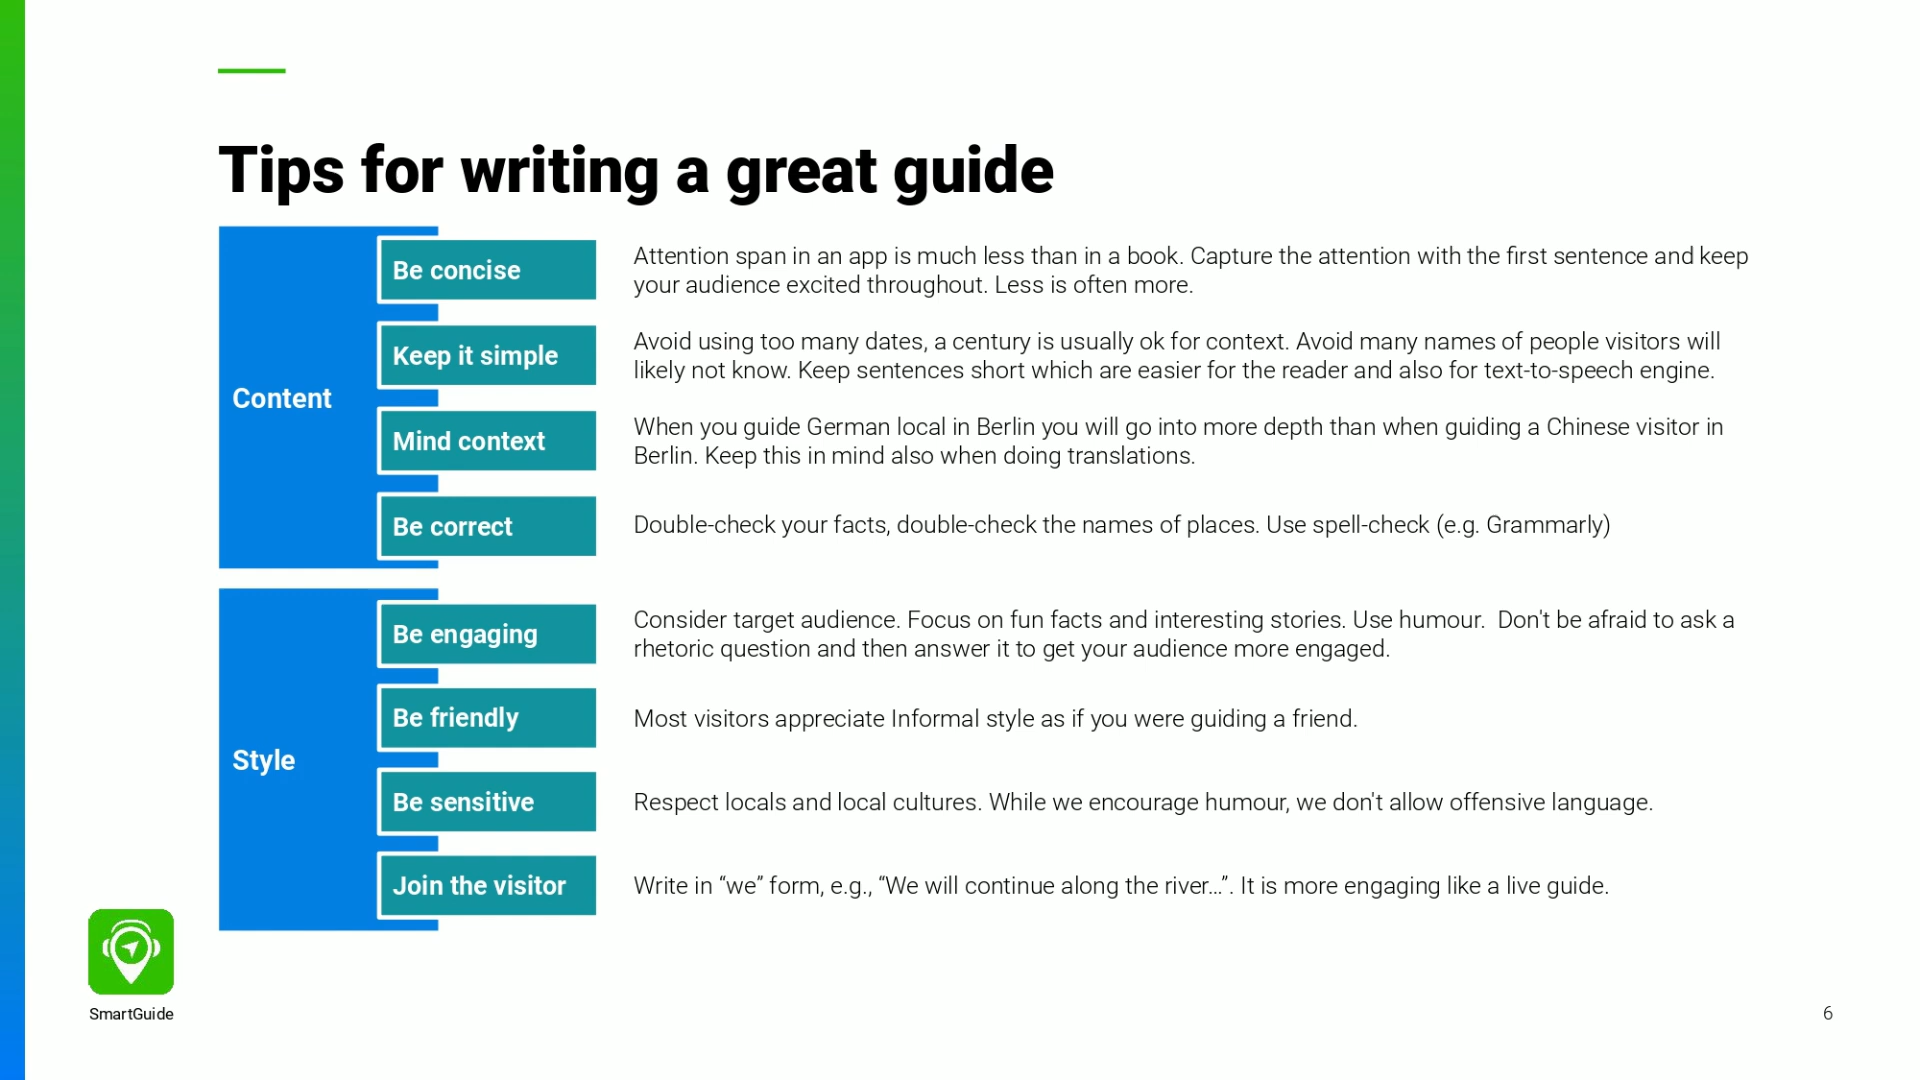 Tips for writing a great guide
Content
Be concise
Attention span in an app is much less than in a book. Capture the attention with the first sentence and keep
your audience excited throughout. Less is often more.
Keep it simple
Avoid using too many dates, a century is usually ok for context. Avoid many names of people visitors will
likely not know. Keep sentences short which are easier for the reader and also for text-to-speech engine.
Mind context
When you guide German local in Berlin you will go into more depth than when guiding a Chinese visitor in
Berlin. Keep this in mind also when doing translations.
Be correct
Double-check your facts, double-check the names of places. Use spell-check (e.g. Grammarly)
Style
Be engaging
Consider target audience. Focus on fun facts and interesting stories. Use humour.  Don't be afraid to ask a
rhetoric question and then answer it to get your audience more engaged.
Be friendly
Most visitors appreciate Informal style as if you were guiding a friend.
Be sensitive
Respect locals and local cultures. While we encourage humour, we don't allow offensive language.
Join the visitor
Write in “we” form, e.g., “We will continue along the river…”. It is more engaging like a live guide.
SmartGuide
6